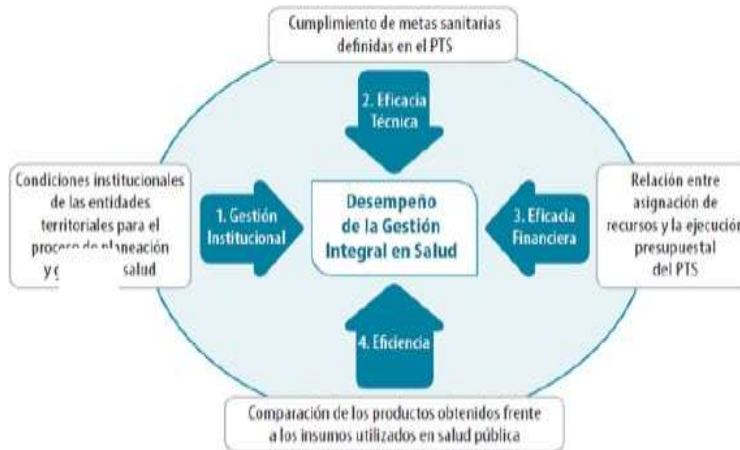 Cumplimiento de metas sanitarias
definidas en el PTS
2. Eficacia
Técnica
Condiciones institucionales
de las entidades
territoriales para el
proceso de planeación
y salud
1. Gestión
Institucional
Desempeño
de la Gestión
Integral en Salud
3. Eficacia
Financiera
Relación entre
asignación de
recursos y la ejecución
presupuestal
del PTS
4. Eficiencia
Comparación de los productos obtenidos frente
a los insumos utilizados en salud pública